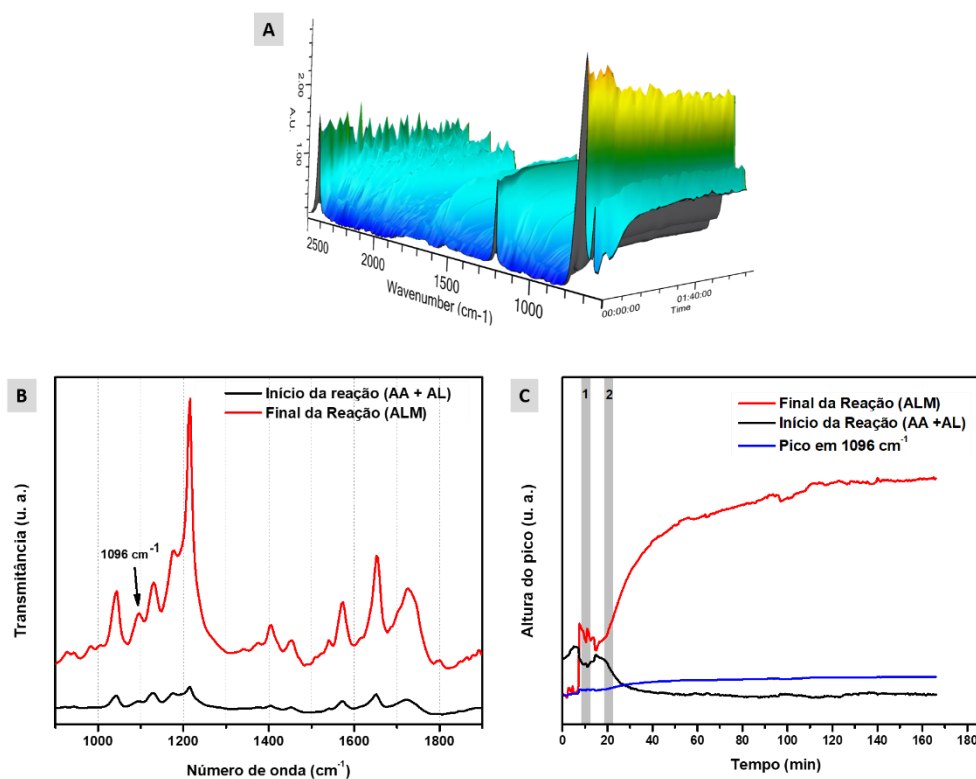 A
2.00
A.U.
1.00
2500
2000
1500
1000
Wavenumber (cm-1)
00:00:00
01:40:00
Time
B
Início da reação (AA + AL)
Final da Reação (ALM)
1096 cm⁻¹
Transmitância (u. a.)
1000 1200 1400 1600 1800
Número de onda (cm⁻¹)
C
1 2
Final da Reação (ALM)
Início da Reação (AA +AL)
Pico em 1096 cm⁻¹
Altura do pico (u. a.)
0 20 40 60 80 100 120 140 160 180
Tempo (min)